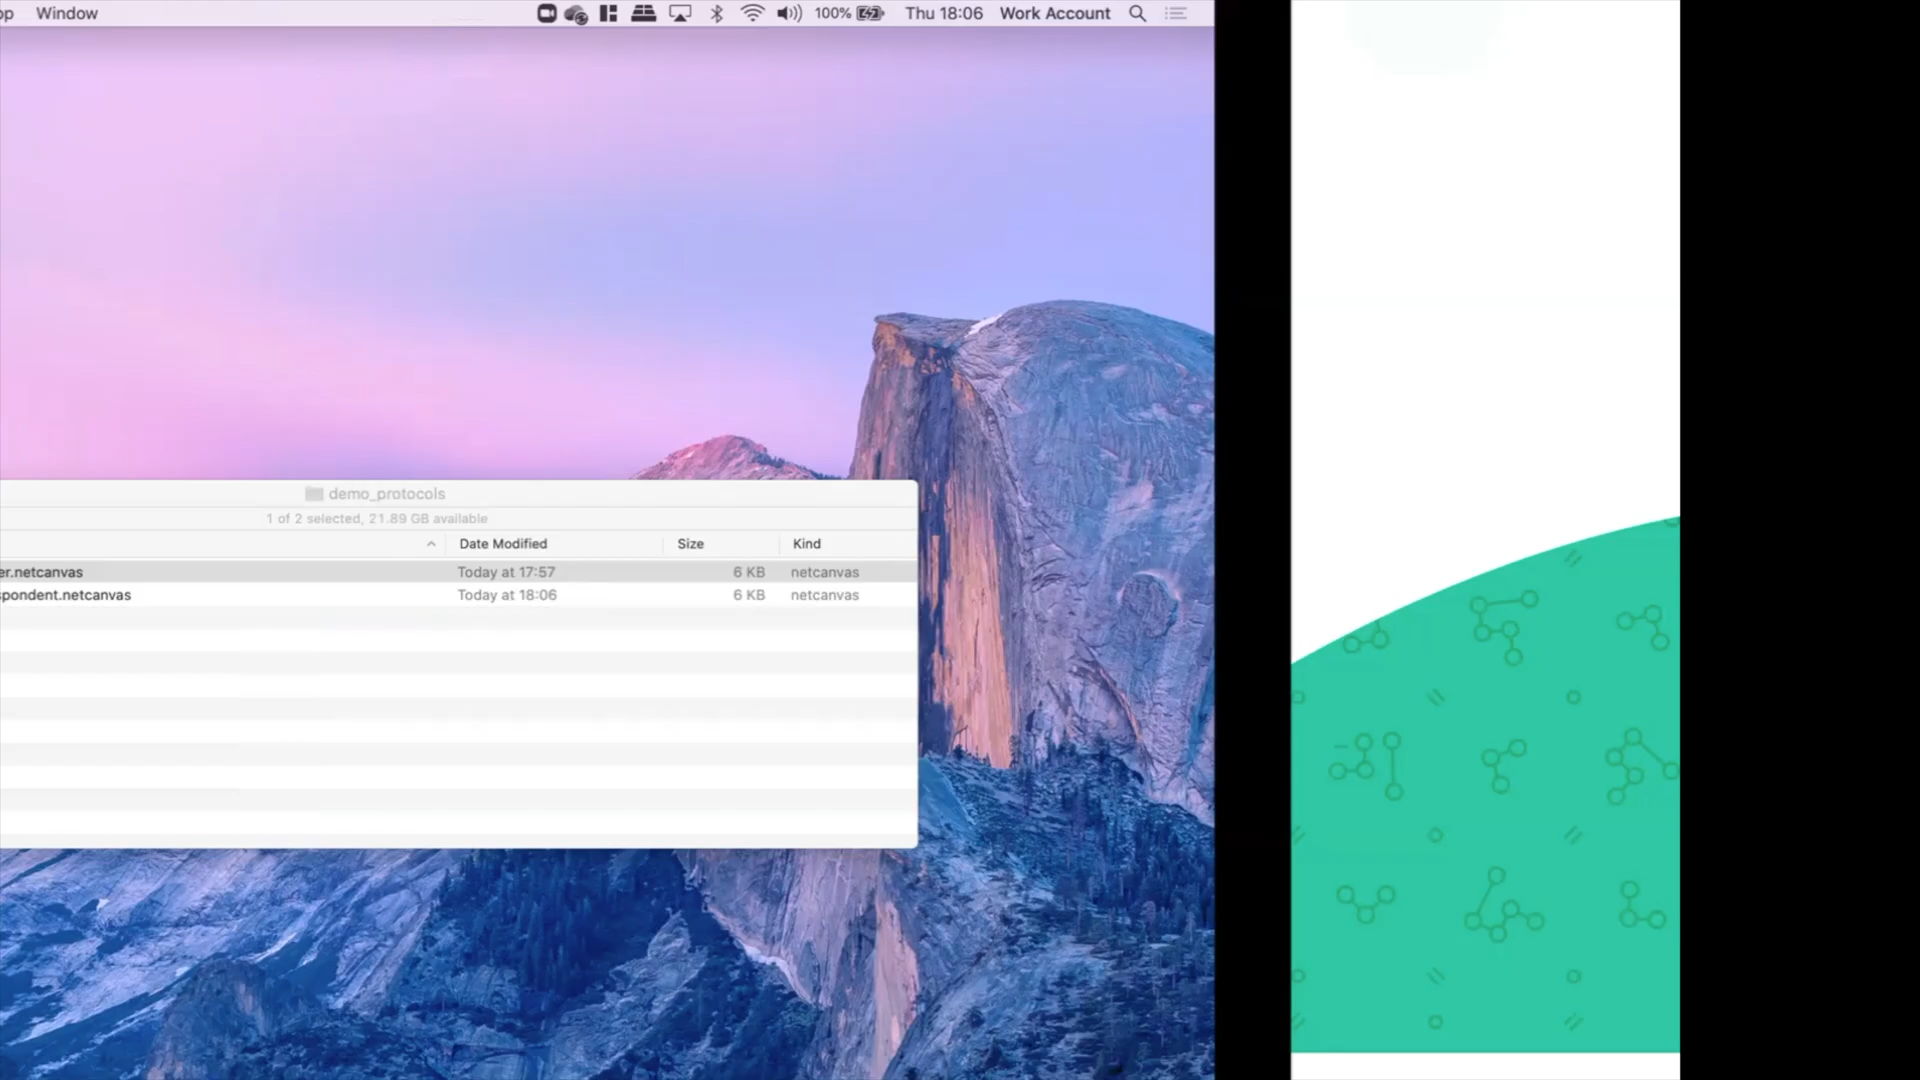 op Window 100% Thu 18:06 Work Account
demo_protocols
1 of 2 selected, 21.89 GB available
Date Modified Size Kind
er.netcanvas Today at 17:57 6 KB netcanvas
spondent.netcanvas Today at 18:06 6 KB netcanvas